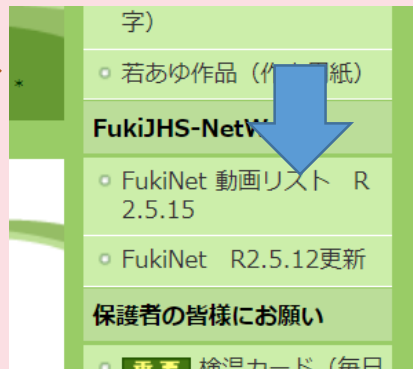 字）
若あゆ作品（作
用紙）
FukiJHS-NetW
FukiNet 動画リスト　R
2.5.15
FukiNet　R2.5.12更新
保護者の皆様にお願い
検温カード（毎日